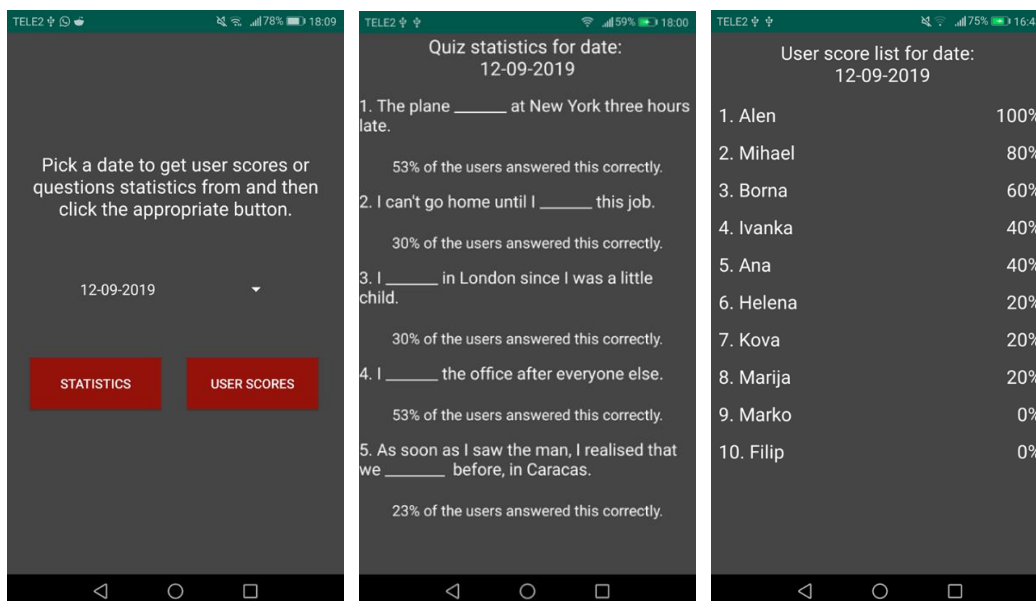 TELE2 78% 18:09
Pick a date to get user scores or
questions statistics from and then
click the appropriate button.
12-09-2019
STATISTICS USER SCORES
TELE2 59% 18:00
Quiz statistics for date:
12-09-2019
1. The plane ______ at New York three hours
late.
53% of the users answered this correctly.
2. I can't go home until I ______ this job.
30% of the users answered this correctly.
3. I ______ in London since I was a little
child.
30% of the users answered this correctly.
4. I ______ the office after everyone else.
53% of the users answered this correctly.
5. As soon as I saw the man, I realised that
we _______ before, in Caracas.
23% of the users answered this correctly.
TELE2 75% 16:4
User score list for date:
12-09-2019
1. Alen 100%
2. Mihael 80%
3. Borna 60%
4. Ivanka 40%
5. Ana 40%
6. Helena 20%
7. Kova 20%
8. Marija 20%
9. Marko 0%
10. Filip 0%